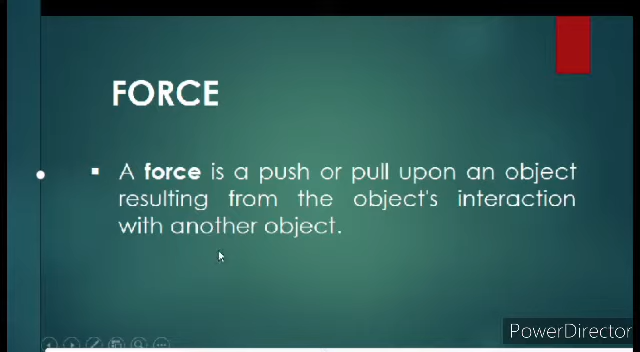 FORCE
▪ A force is a push or pull upon an object
resulting from the object's interaction
with another object.
PowerDirector